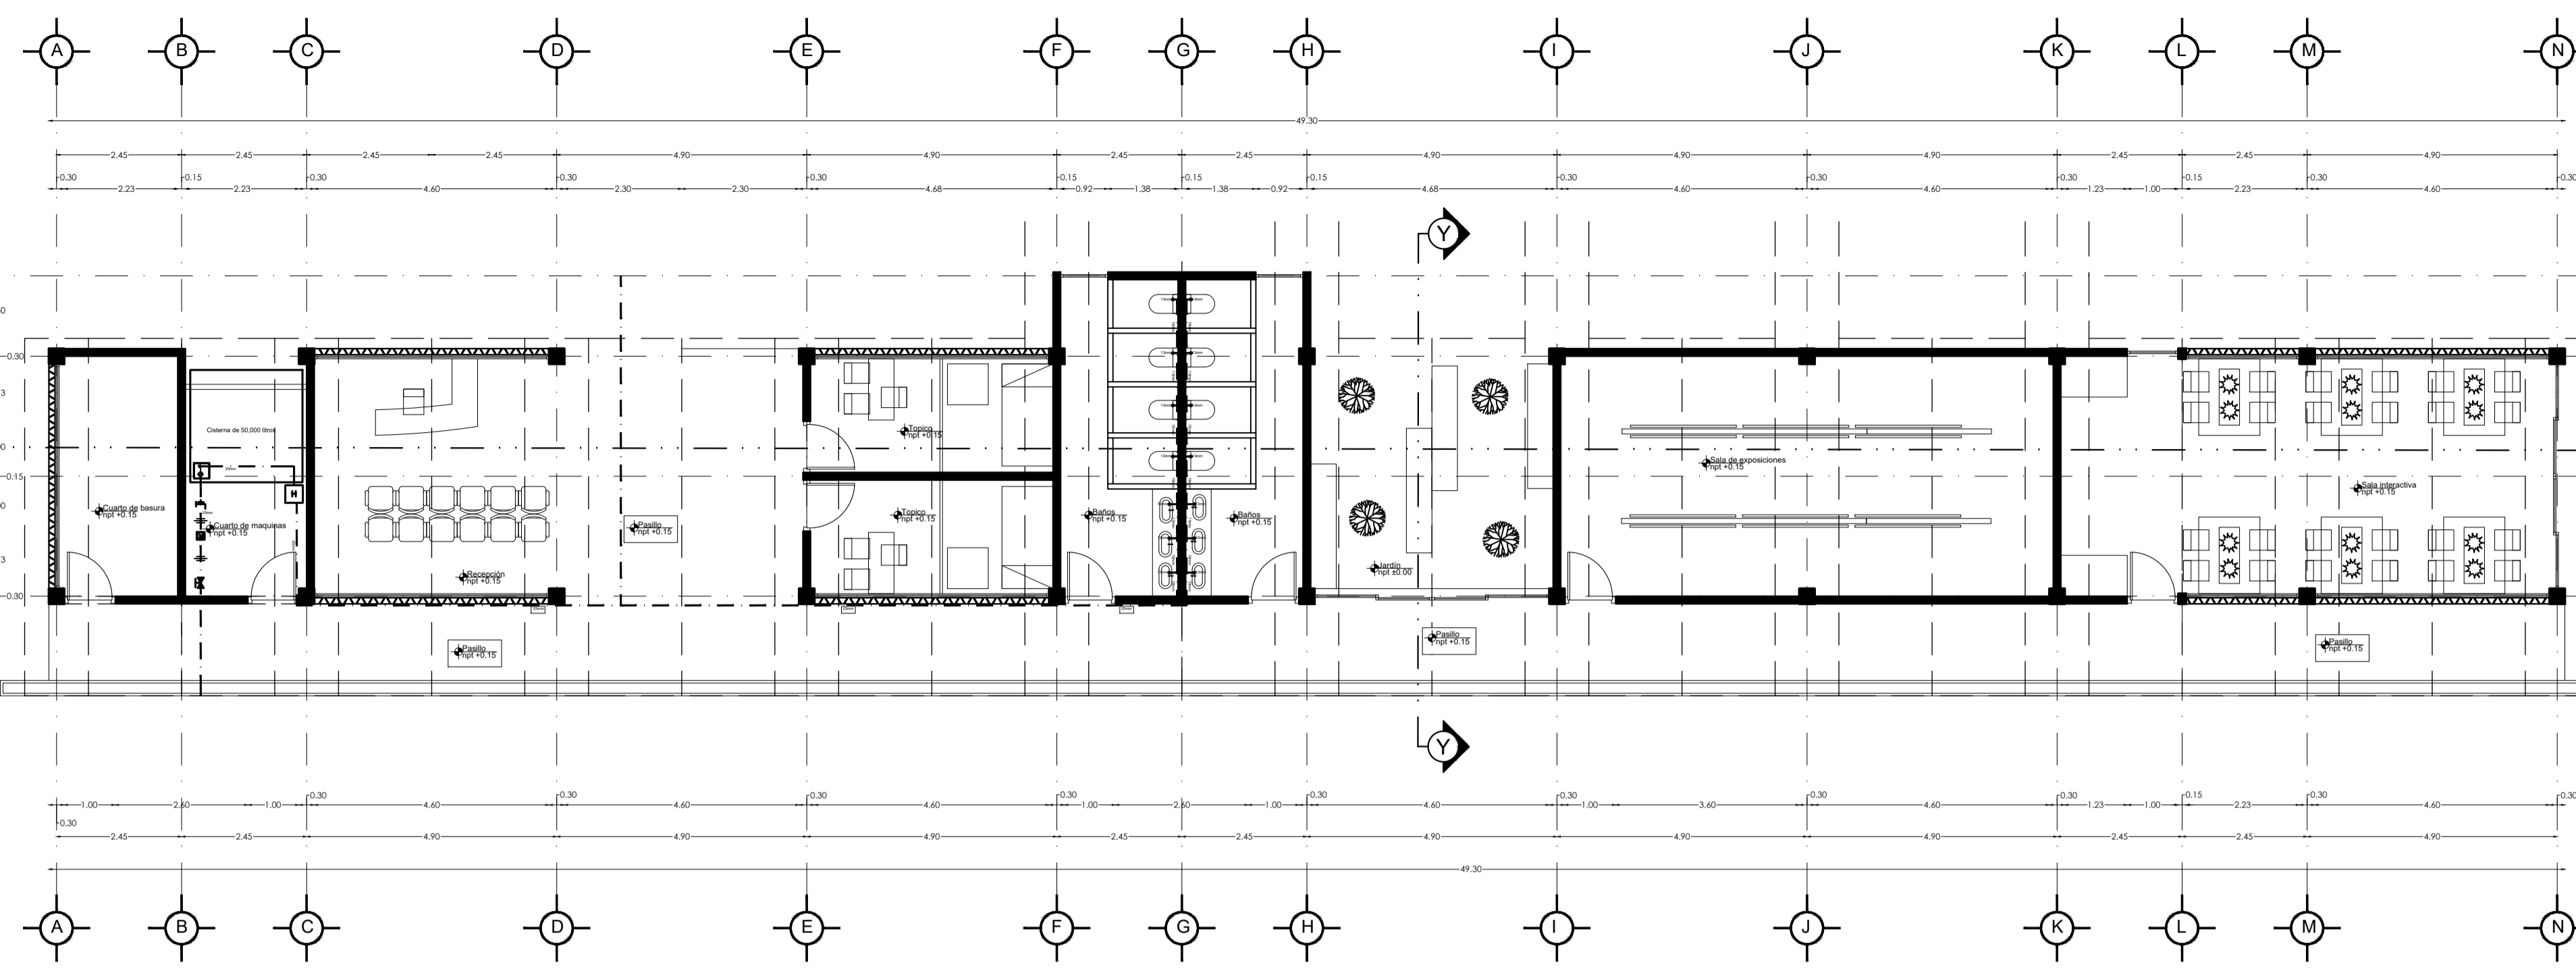 A B C D E F G H I J K L M N
49.30
2.45 2.45 2.45 2.45 4.90 4.90 2.45 2.45 4.90 4.90 4.90 2.45 2.45 4.90
0.30 0.15 0.30 0.30 0.30 0.15 0.15 0.15 0.30 0.30 0.30 0.15 0.30 0.30
2.23 2.23 4.60 2.30 2.30 4.68 0.92 1.38 1.38 0.92 4.68 4.60 4.60 1.23 1.00 2.23 4.60
Y
0.30
Cisterna de 50,000 litros
Topico
npt +0.15
Sala de exposiciones
npt +0.15
0.15
Sala interactiva
npt +0.15
Cuarto de basura
npt +0.15
Cuarto de maquinas
npt +0.15
H
Pasillo
npt +0.15
Topico
npt +0.15
Baños
npt +0.15
Baños
npt +0.15
Recepción
npt +0.15
Jardín
npt ±0.00
0.30
Pasillo
npt +0.15
Pasillo
npt +0.15
Pasillo
npt +0.15
Y
0.30 0.30 0.30 0.30 0.30 0.30 0.30 0.30 0.15 0.30 0.30
1.00 2.60 1.00 4.60 4.60 4.60 1.00 2.60 1.00 4.60 1.00 3.60 4.60 1.23 1.00 2.23 4.60
0.30
2.45 2.45 4.90 4.90 4.90 2.45 2.45 4.90 4.90 4.90 2.45 2.45 4.90
49.30
A B C D E F G H I J K L M N